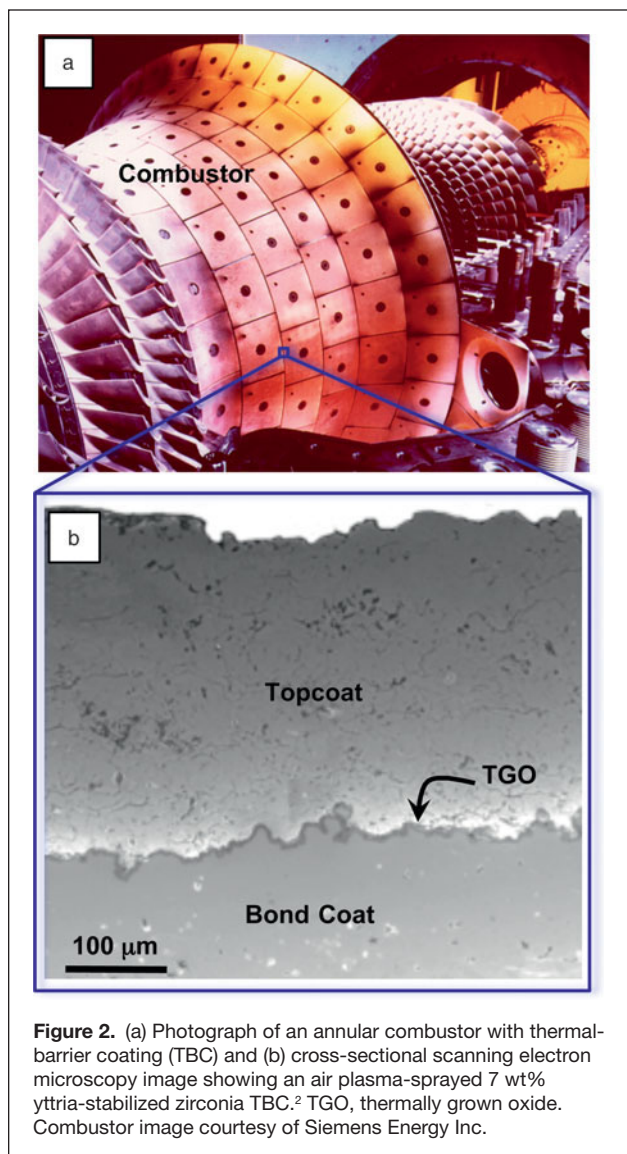 a
Combustor
b
Topcoat
TGO
Bond Coat
100 μm
Figure 2. (a) Photograph of an annular combustor with thermal-
barrier coating (TBC) and (b) cross-sectional scanning electron
microscopy image showing an air plasma-sprayed 7 wt%
yttria-stabilized zirconia TBC.² TGO, thermally grown oxide.
Combustor image courtesy of Siemens Energy Inc.